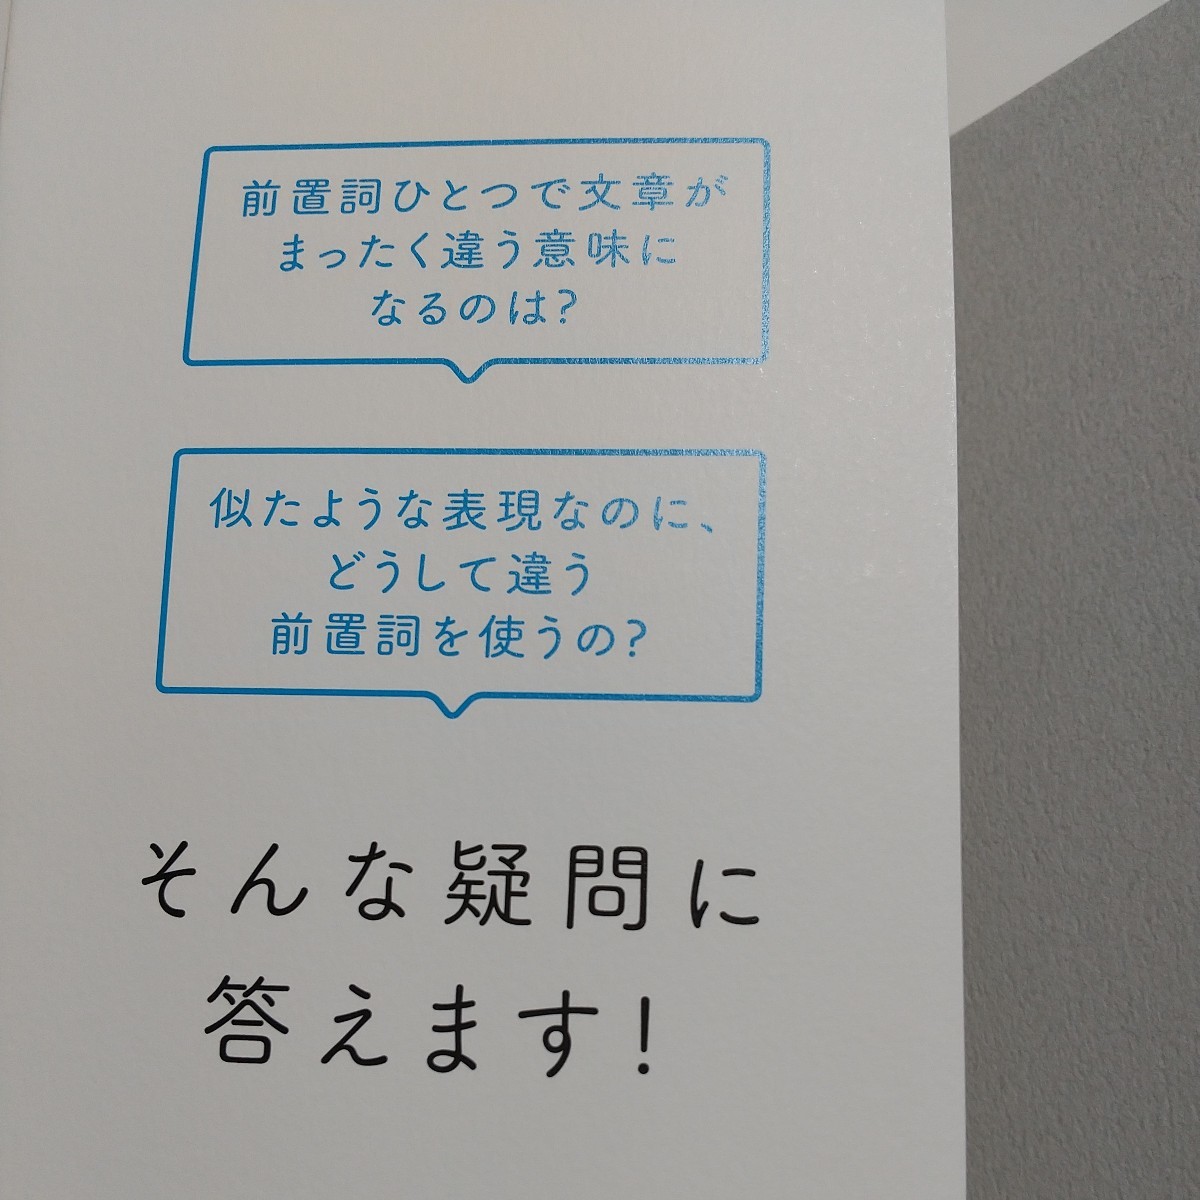 前置詞ひとつで文章が
まったく違う意味に
なるのは?
似たような表現なのに、
どうして違う
前置詞を使うの?
そんな疑問に
答えます!